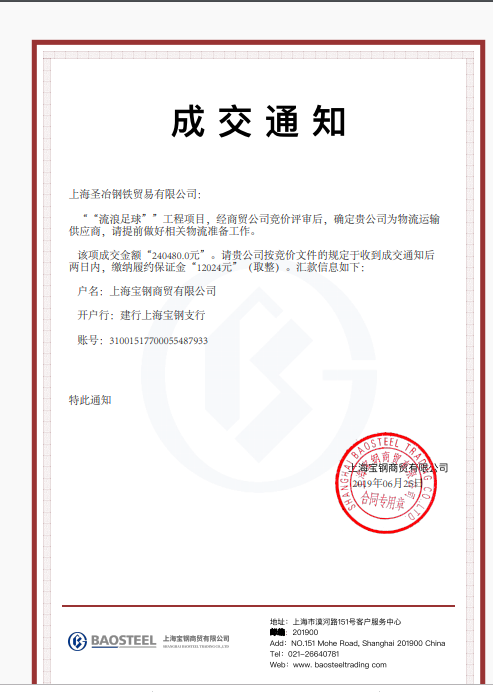 成交通知
上海圣冶钢铁贸易有限公司：
““流浪足球””工程项目，经商贸公司竞价评审后，确定贵公司为物流运输
供应商，请提前做好相关物流准备工作。
该项成交金额“240480.0元”。请贵公司按竞价文件的规定于收到成交通知后
两日内，缴纳履约保证金“12024元”（取整）。汇款信息如下：
户名：上海宝钢商贸有限公司
开户行：建行上海宝钢支行
账号：31001517700055487933
特此通知
SHANGHAI BAOSTEEL TRADING CO.,LTD
上海宝钢商贸有限公司
上海宝钢商贸有限公司
2019年06月25日
合同专用章
BAOSTEEL 上海宝钢商贸有限公司
SHANGHAI BAOSTEEL TRADING CO.,LTD
地址：上海市漠河路151号客户服务中心
201900
Add：NO.151 Mohe Road, Shanghai 201900 China
Tel：021-26640781
Web：www. baosteeltrading com